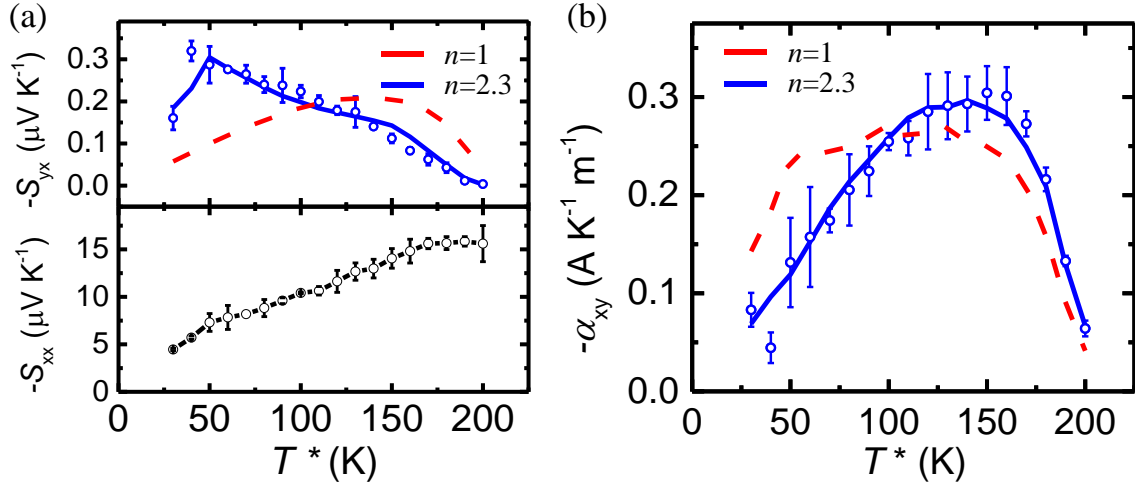 (a)
-Syx (μV K-1)
0.3
0.2
0.1
0.0
n=1
n=2.3
-Sxx (μV K-1)
15
10
5
0
0 50 100 150 200
T * (K)
(b)
-αxy (A K-1 m-1)
0.3
0.2
0.1
0.0
n=1
n=2.3
50 100 150 200
T * (K)